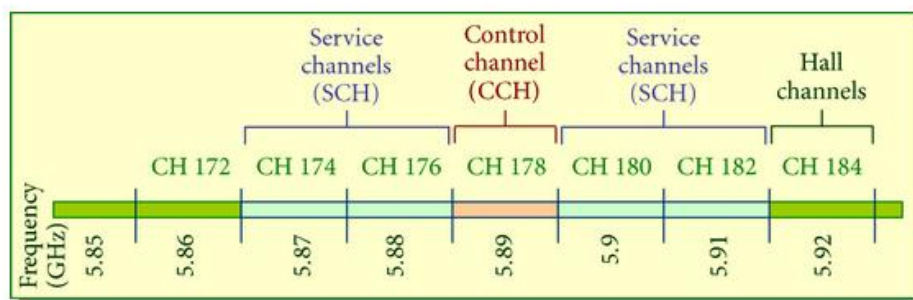 Service
channels
(SCH)
Control
channel
(CCH)
Service
channels
(SCH)
Hall
channels
CH 172 CH 174 CH 176 CH 178 CH 180 CH 182 CH 184
Frequency
(GHz)
5.85 5.86 5.87 5.88 5.89 5.9 5.91 5.92